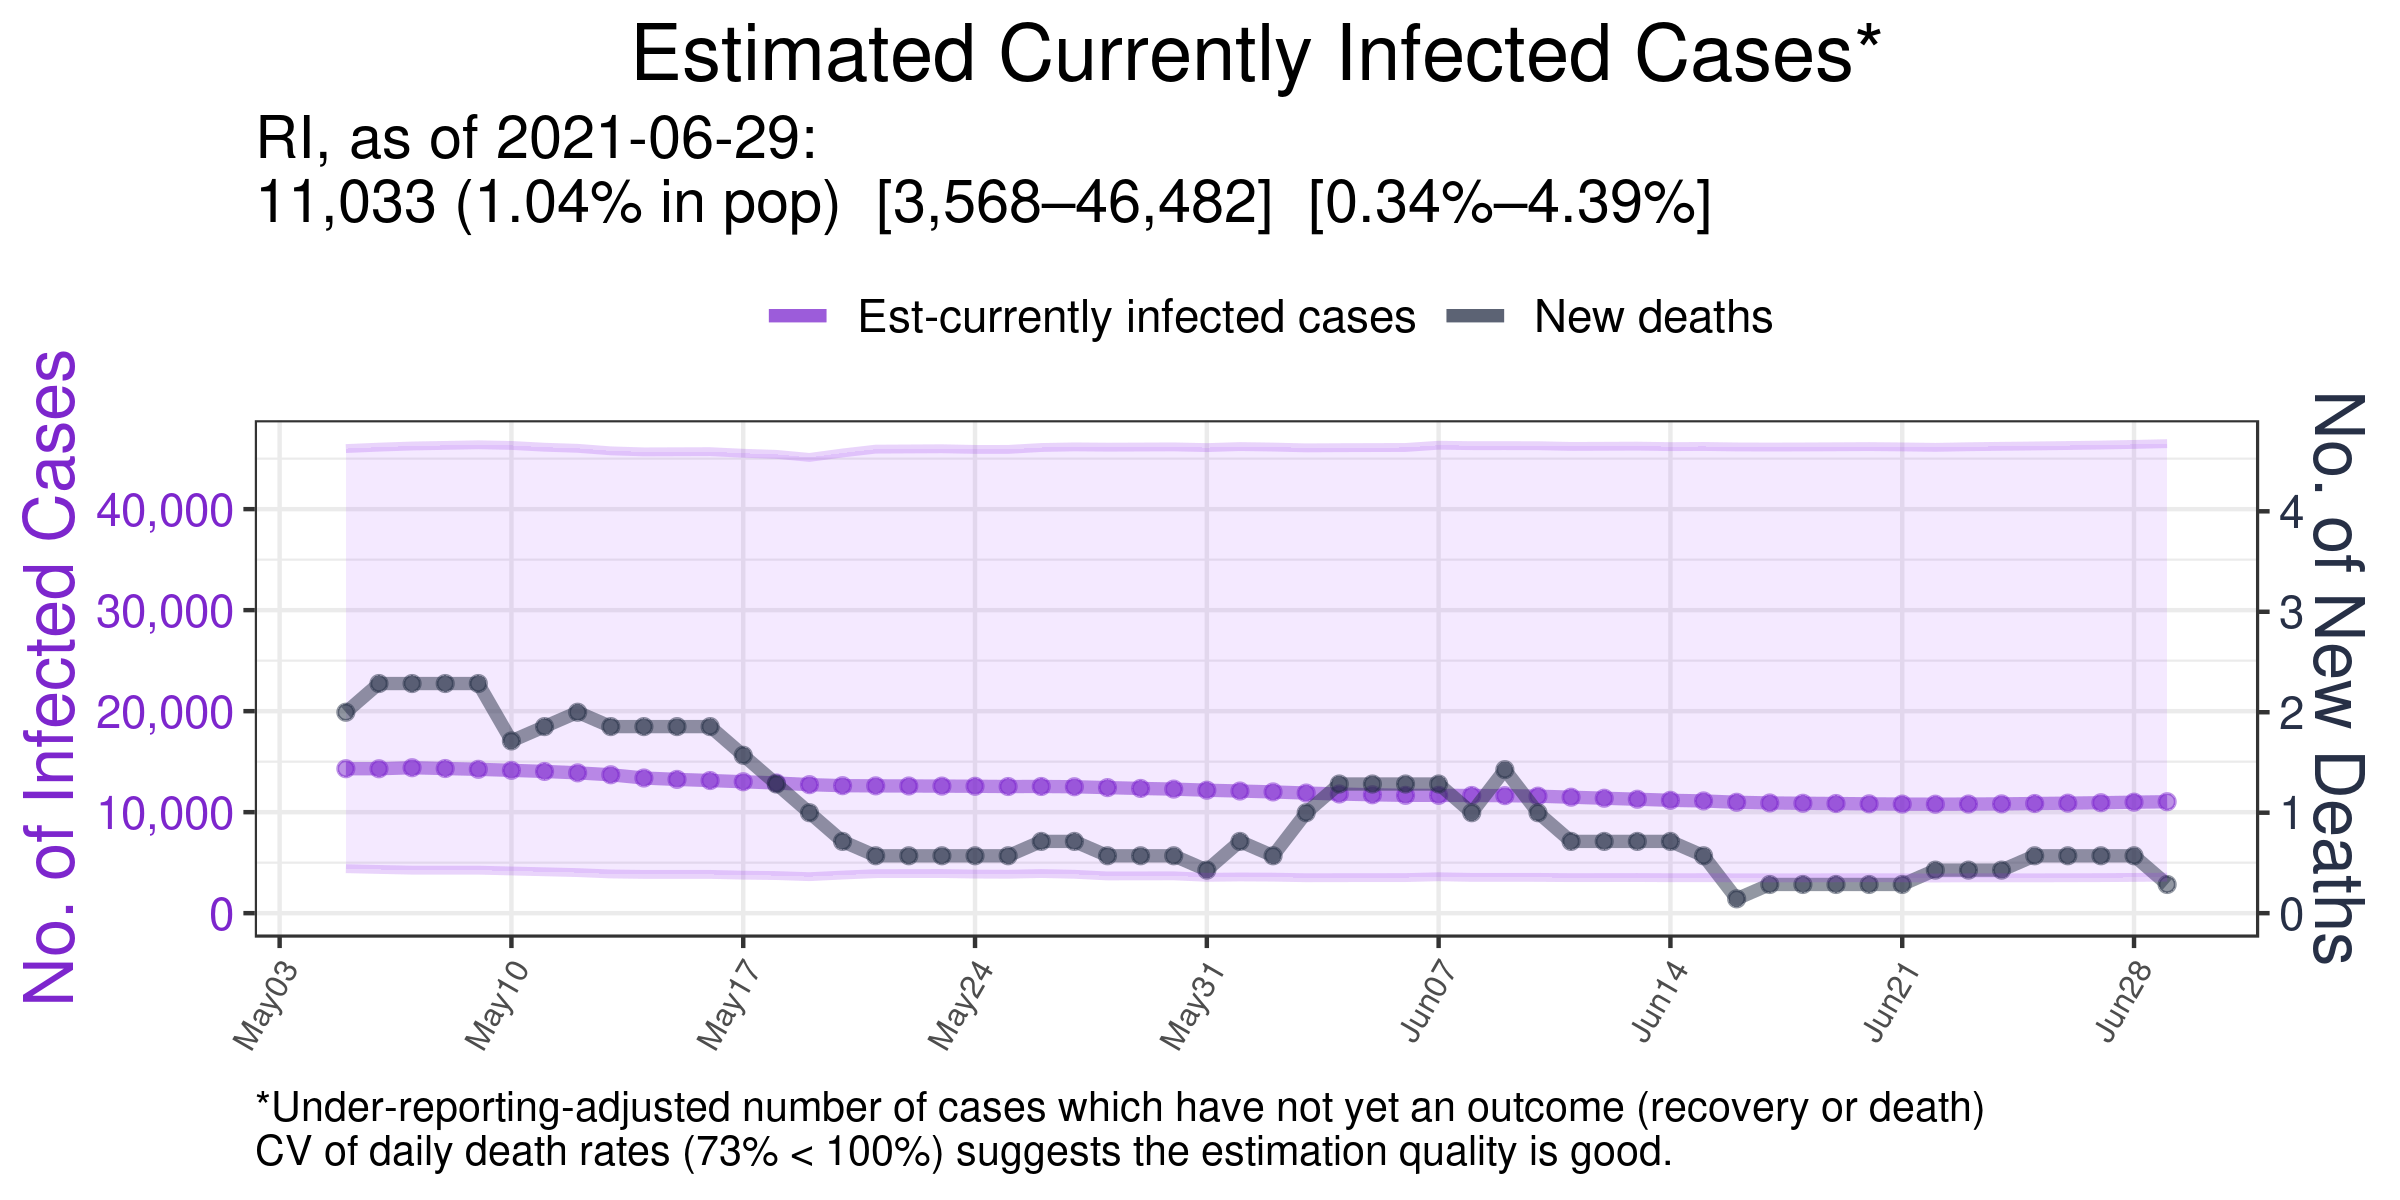 Estimated Currently Infected Cases*
RI, as of 2021-06-29:
11,033 (1.04% in pop)  [3,568–46,482]  [0.34%–4.39%]
Est-currently infected cases
New deaths
No. of Infected Cases
40,000
30,000
20,000
10,000
0
4
3
2
1
0
No. of New Deaths
May03
May10
May17
May24
May31
Jun07
Jun14
Jun21
Jun28
*Under-reporting-adjusted number of cases which have not yet an outcome (recovery or death)
CV of daily death rates (73% < 100%) suggests the estimation quality is good.